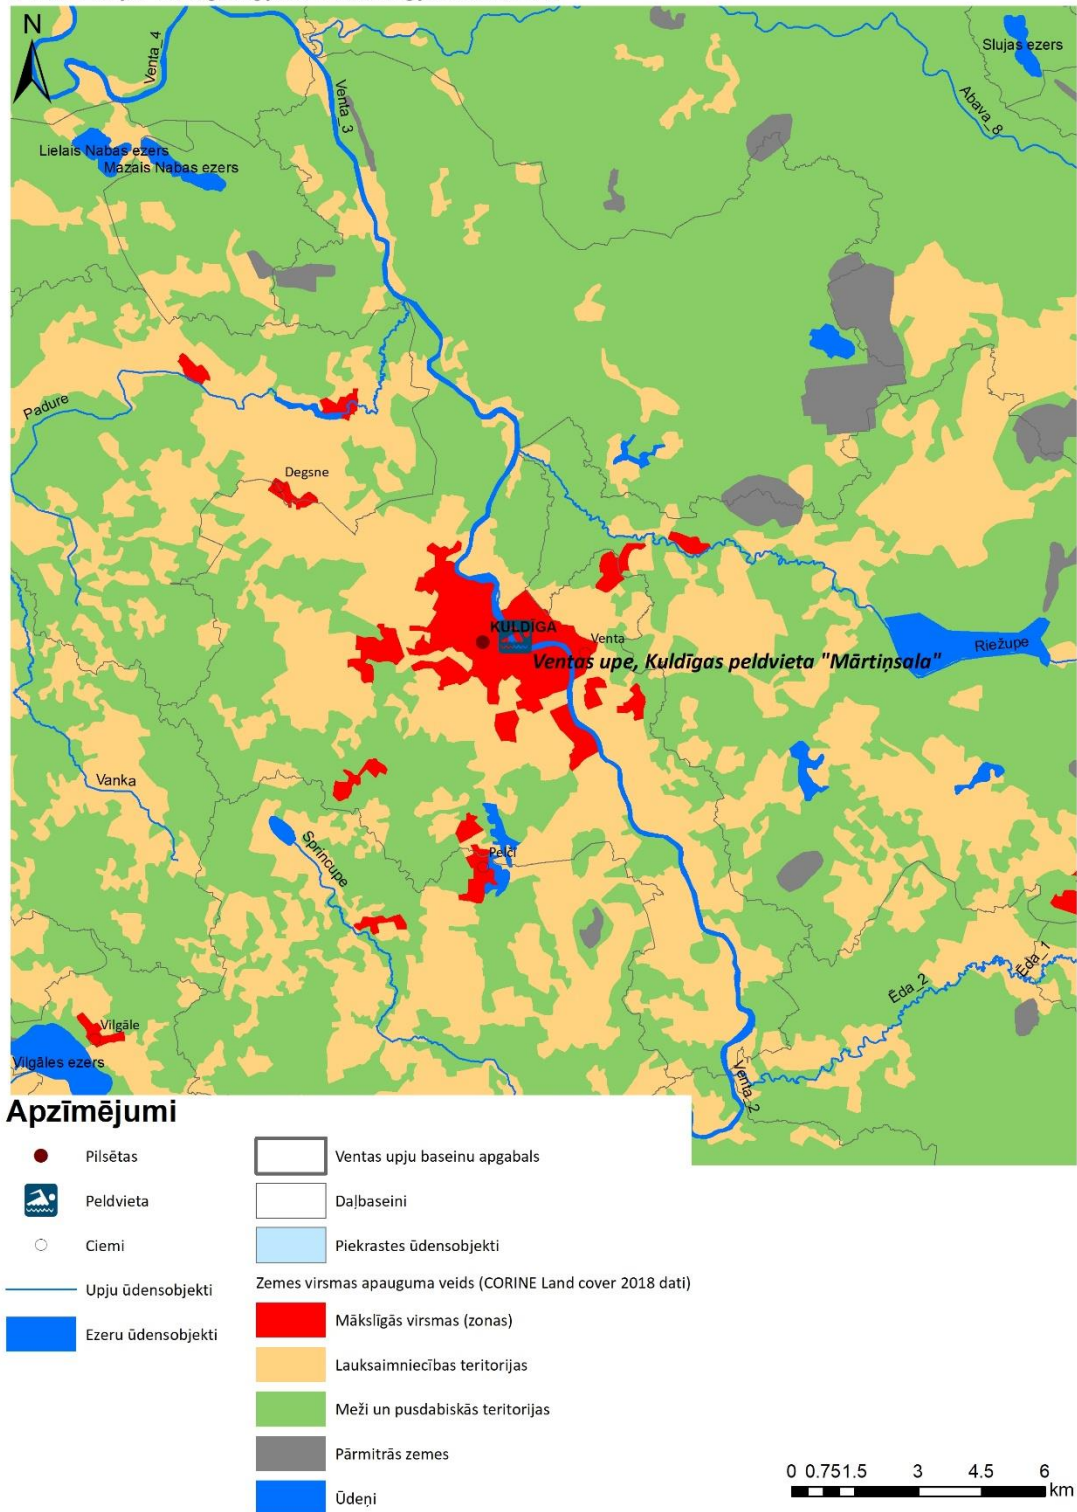 N
Venta_4
Venta_3
Slujas ezers
Abava_8
Lielais Nabas ezers
Mazais Nabas ezers
Padure
Degsne
KULDĪGA
Venta
Riežupe
Ventas upe, Kuldīgas peldvieta "Mārtiņsala"
Vanka
Sprincupe
Pelči
Ēda_1
Ēda_2
Vilgāle
Vilgāles ezers
Venta_2
Apzīmējumi
Pilsētas
Peldvieta
Ciemi
Upju ūdensobjekti
Ezeru ūdensobjekti
Ventas upju baseinu apgabals
Daļbaseini
Piekrastes ūdensobjekti
Zemes virsmas apauguma veids (CORINE Land cover 2018 dati)
Mākslīgās virsmas (zonas)
Lauksaimniecības teritorijas
Meži un pusdabiskās teritorijas
Pārmitrās zemes
Ūdeņi
0 0.75 1.5 3 4.5 6
km